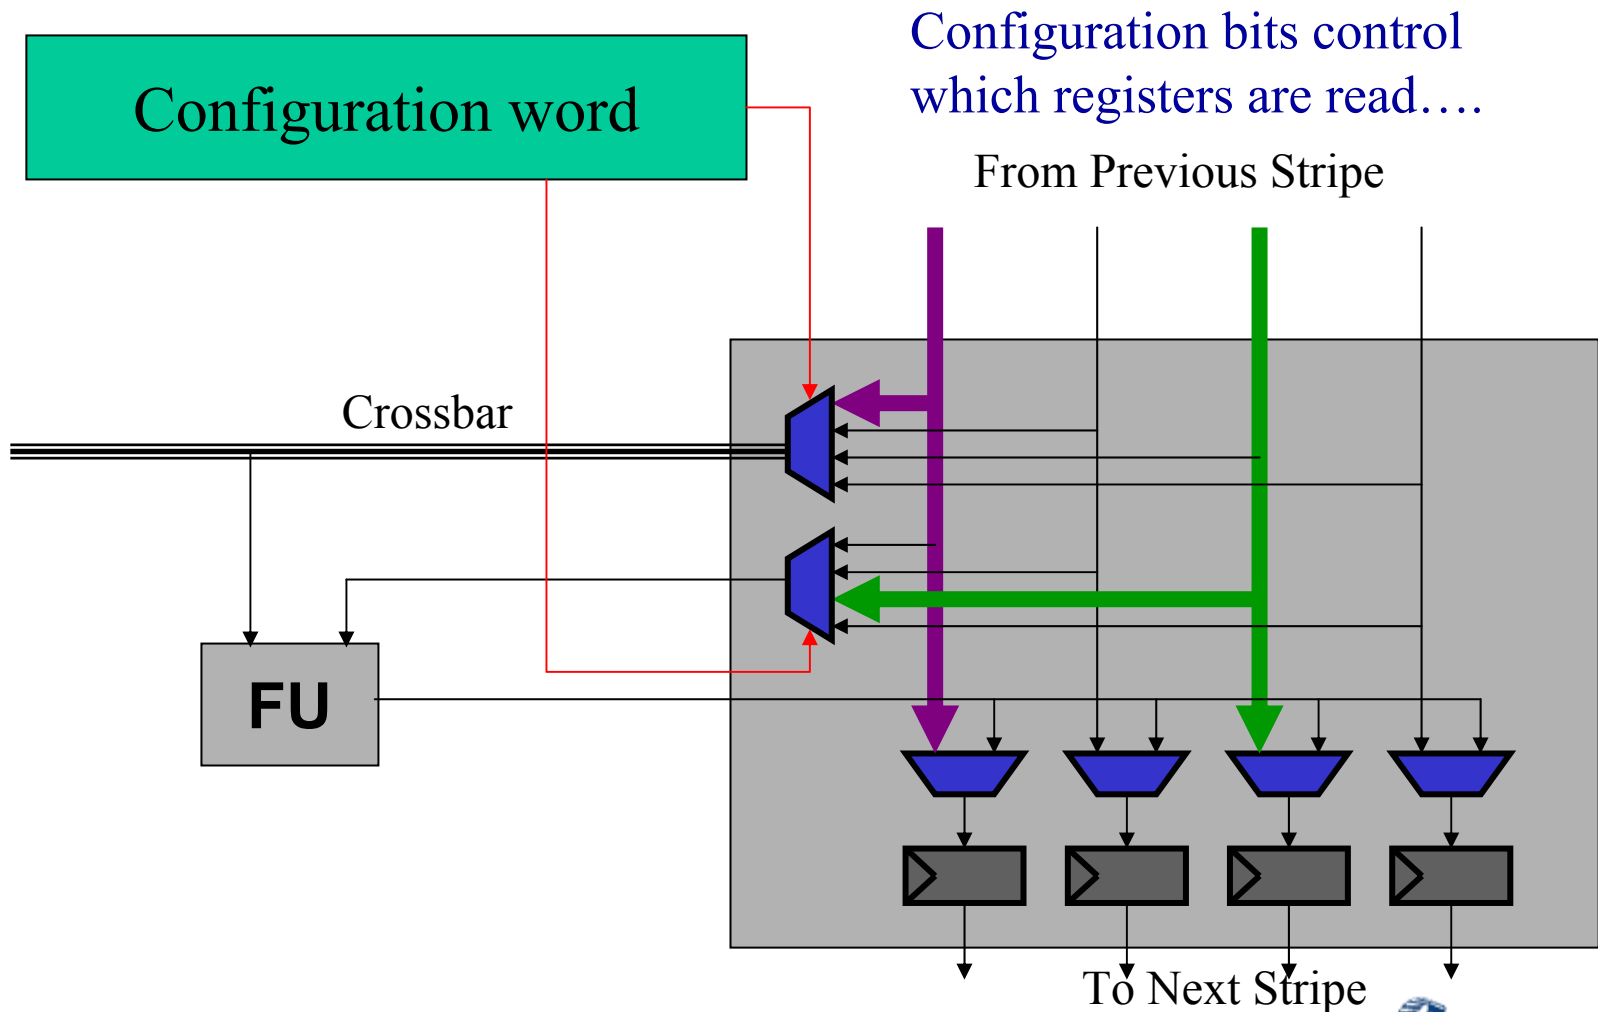 Configuration bits control
which registers are read….
Configuration word
From Previous Stripe
Crossbar
FU
To Next Stripe